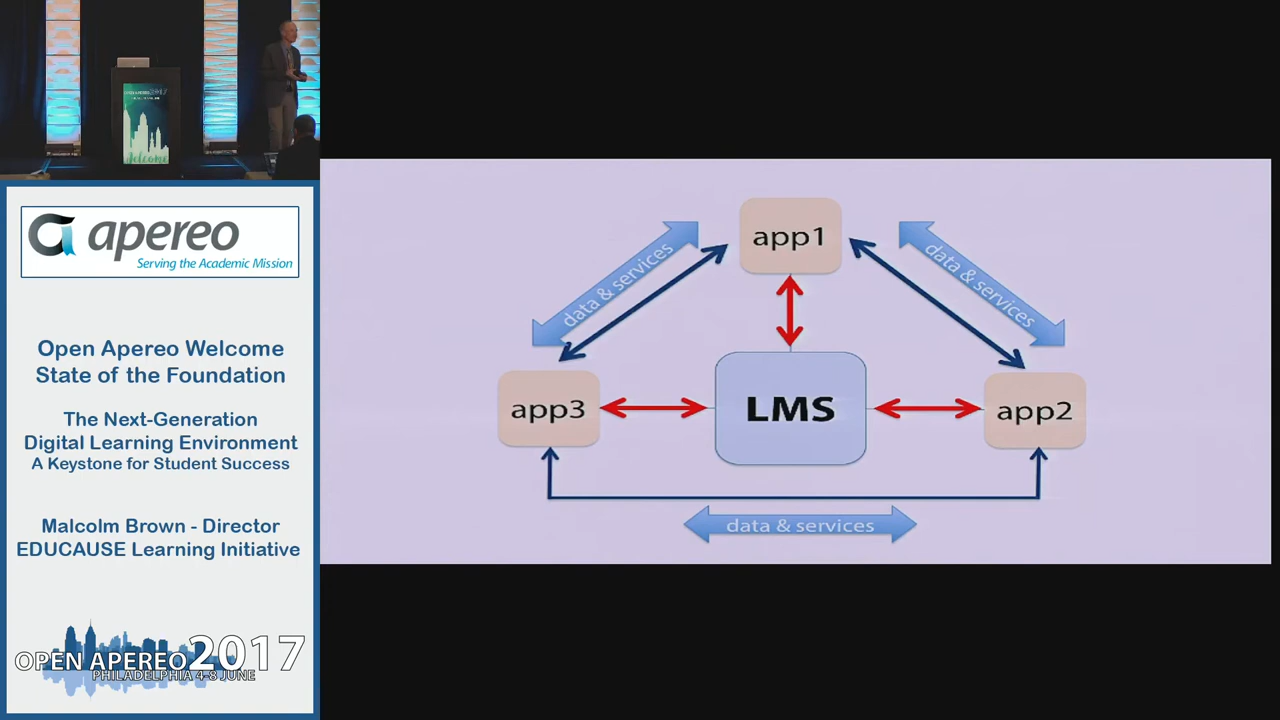 apereo
Serving the Academic Mission
Open Apereo Welcome
State of the Foundation
The Next-Generation
Digital Learning Environment
A Keystone for Student Success
Malcolm Brown - Director
EDUCAUSE Learning Initiative
OPEN APEREO 2017
PHILADELPHIA 4-8 JUNE
app1
data & services
data & services
app3
LMS
app2
data & services
Welcome